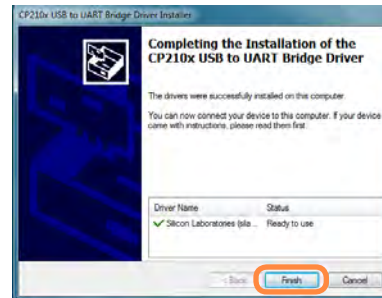 CP210x USB to UART Bridge Driver Installer
Completing the Installation of the
CP210x USB to UART Bridge Driver
The drivers were successfully installed on this computer.
You can now connect your device to this computer. If your device
came with instructions, please read them first.
Driver Name Status
Silicon Laboratories (sila... Ready to use
< Back Finish Cancel